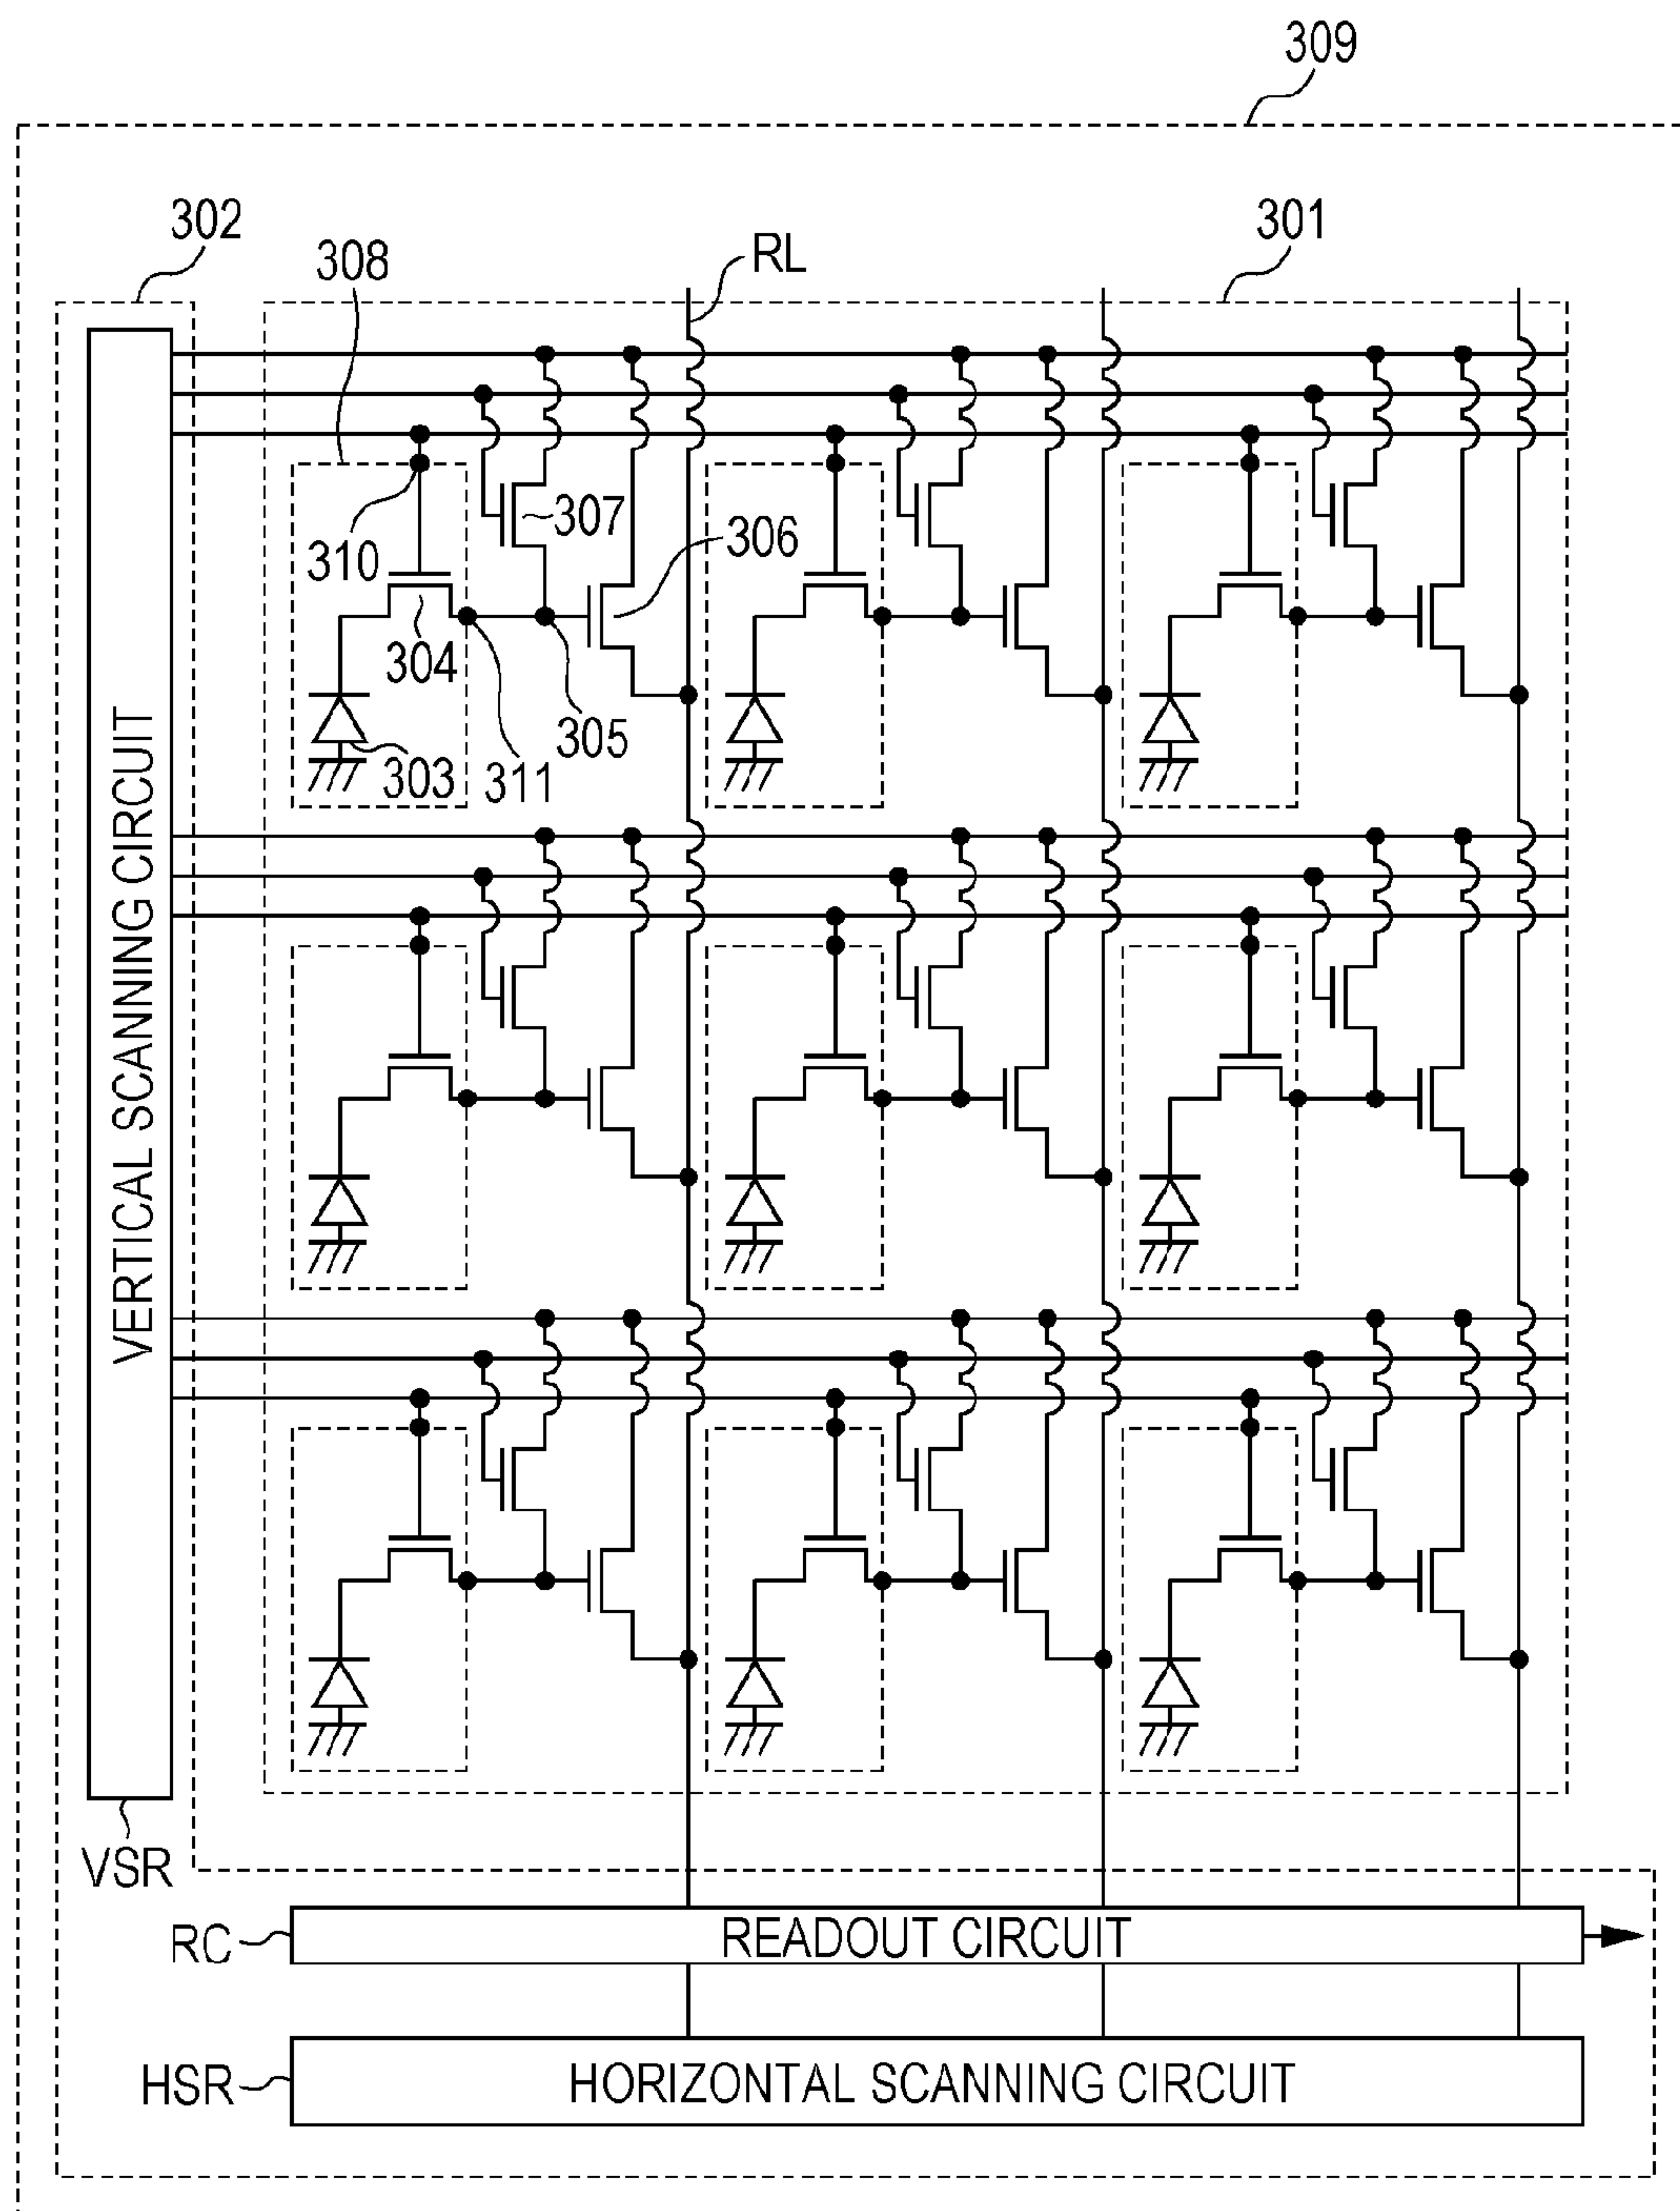 309
302
308
RL
301
307
306
310
304
305
303
311
VERTICAL SCANNING CIRCUIT
VSR
RC
READOUT CIRCUIT
HSR
HORIZONTAL SCANNING CIRCUIT